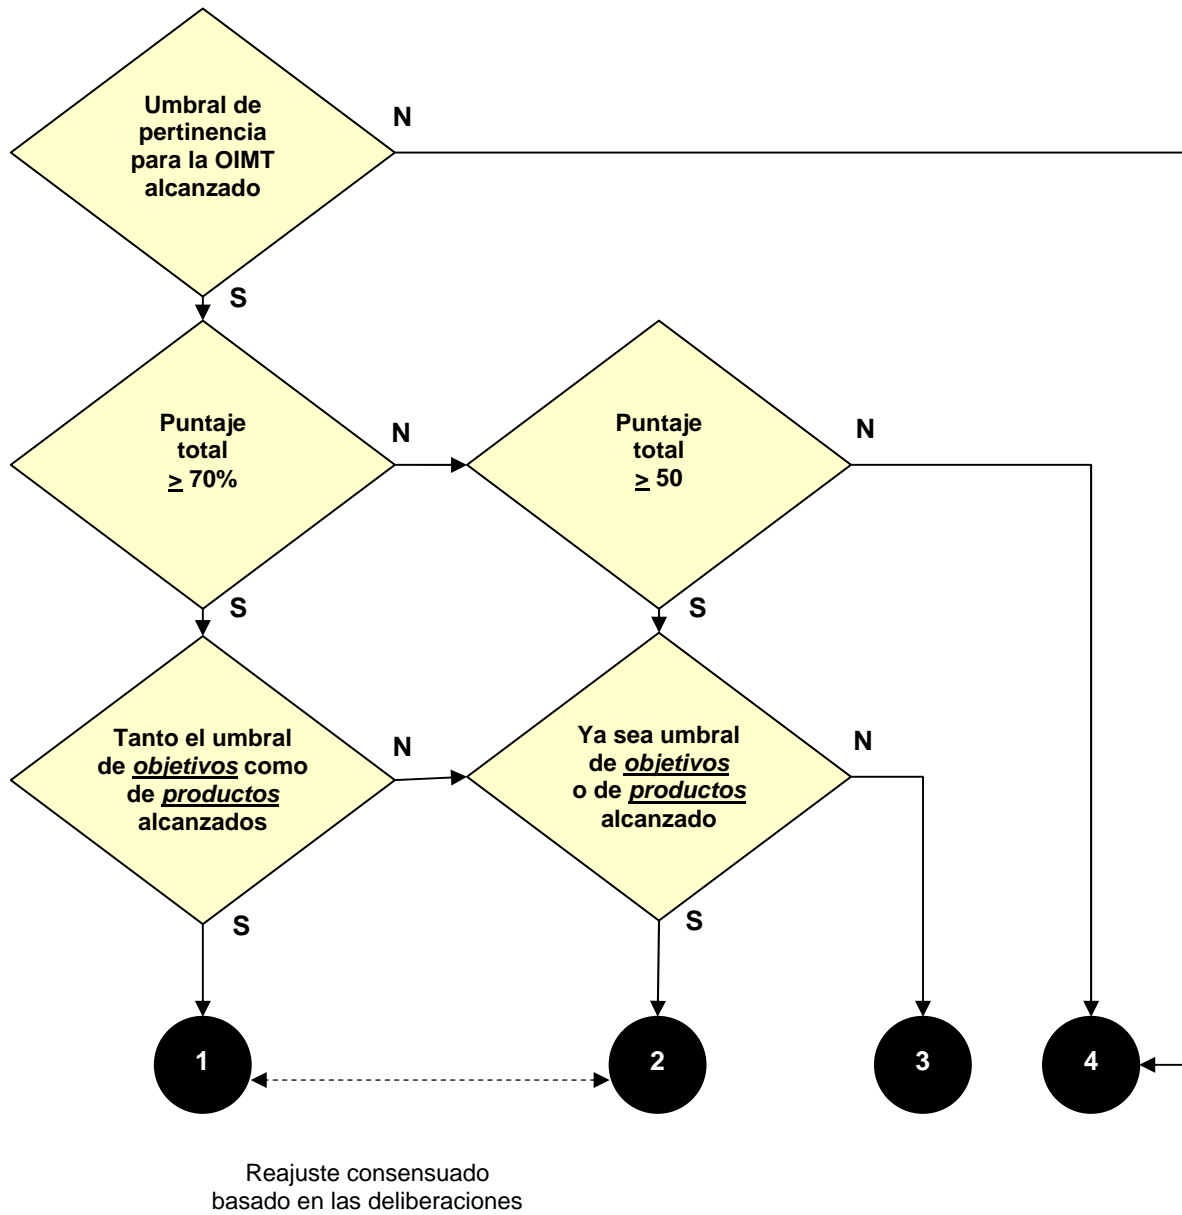 Umbral de
pertinencia
para la OIMT
alcanzado
N
S
Puntaje
total
≥ 70%
N
Puntaje
total
≥ 50
N
S
S
Tanto el umbral
de objetivos como
de productos
alcanzados
N
Ya sea umbral
de objetivos
o de productos
alcanzado
N
S
S
1
2
3
4
Reajuste consensuado
basado en las deliberaciones